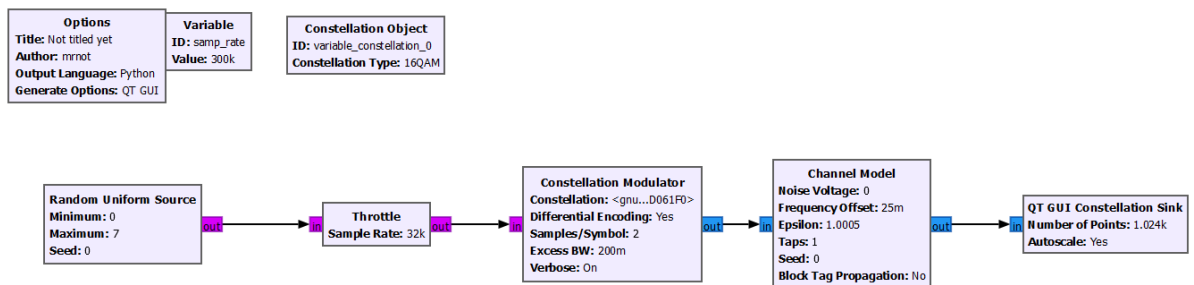 Options
Title: Not titled yet
Author: mrnot
Output Language: Python
Generate Options: QT GUI
Variable
ID: samp_rate
Value: 300k
Constellation Object
ID: variable_constellation_0
Constellation Type: 16QAM
Random Uniform Source
Minimum: 0
Maximum: 7
Seed: 0
out
in
Throttle
Sample Rate: 32k
out
in
Constellation Modulator
Constellation: <gnu...D061F0>
Differential Encoding: Yes
Samples/Symbol: 2
Excess BW: 200m
Verbose: On
out
in
Channel Model
Noise Voltage: 0
Frequency Offset: 25m
Epsilon: 1.0005
Taps: 1
Seed: 0
Block Tag Propagation: No
out
in
QT GUI Constellation Sink
Number of Points: 1.024k
Autoscale: Yes